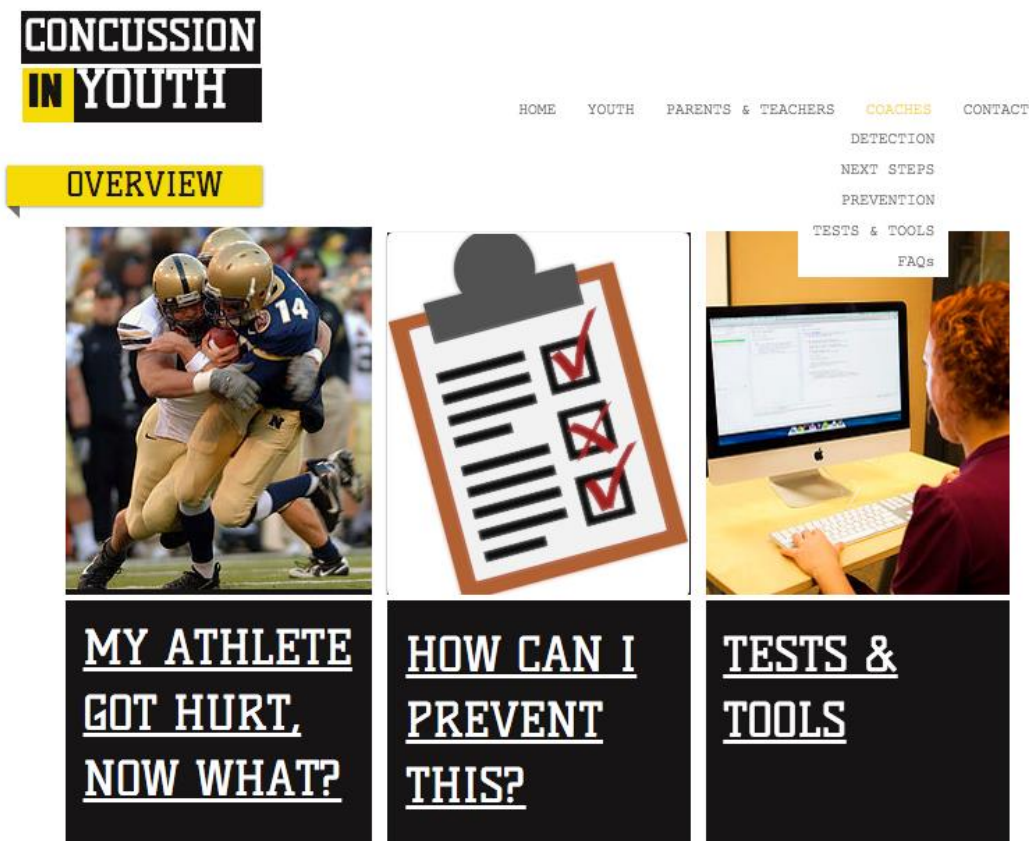 CONCUSSION
IN YOUTH
HOME YOUTH PARENTS & TEACHERS COACHES CONTACT
DETECTION
NEXT STEPS
PREVENTION
TESTS & TOOLS
FAQs
OVERVIEW
14
N
MY ATHLETE
GOT HURT,
NOW WHAT?
HOW CAN I
PREVENT
THIS?
TESTS &
TOOLS